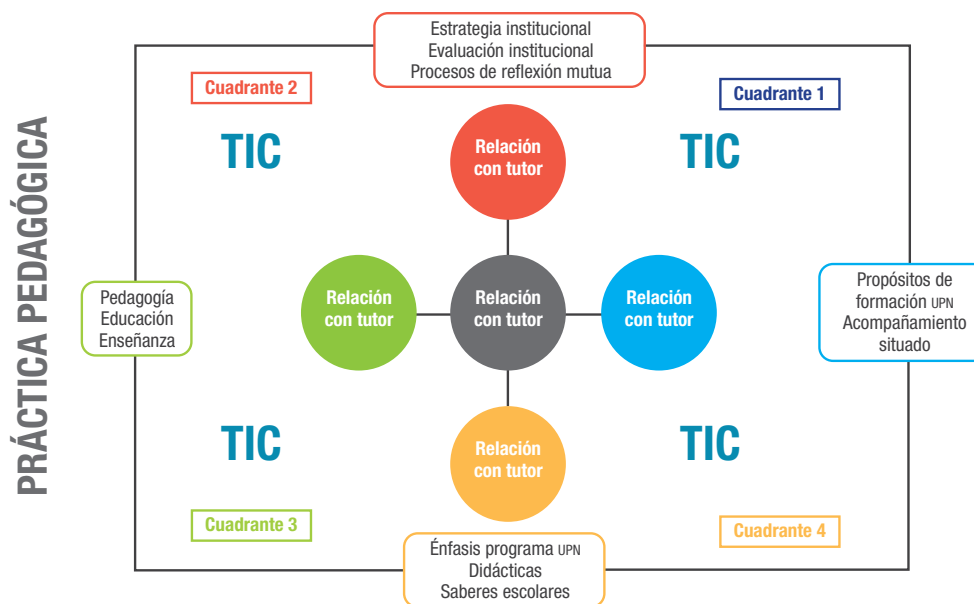 PRÁCTICA PEDAGÓGICA
Estrategia institucional
Evaluación institucional
Procesos de reflexión mutua
Cuadrante 2
Cuadrante 1
TIC
TIC
Relación
con tutor
Pedagogía
Educación
Enseñanza
Relación
con tutor
Relación
con tutor
Relación
con tutor
Propósitos de
formación UPN
Acompañamiento
situado
TIC
TIC
Relación
con tutor
Cuadrante 3
Cuadrante 4
Énfasis programa UPN
Didácticas
Saberes escolares